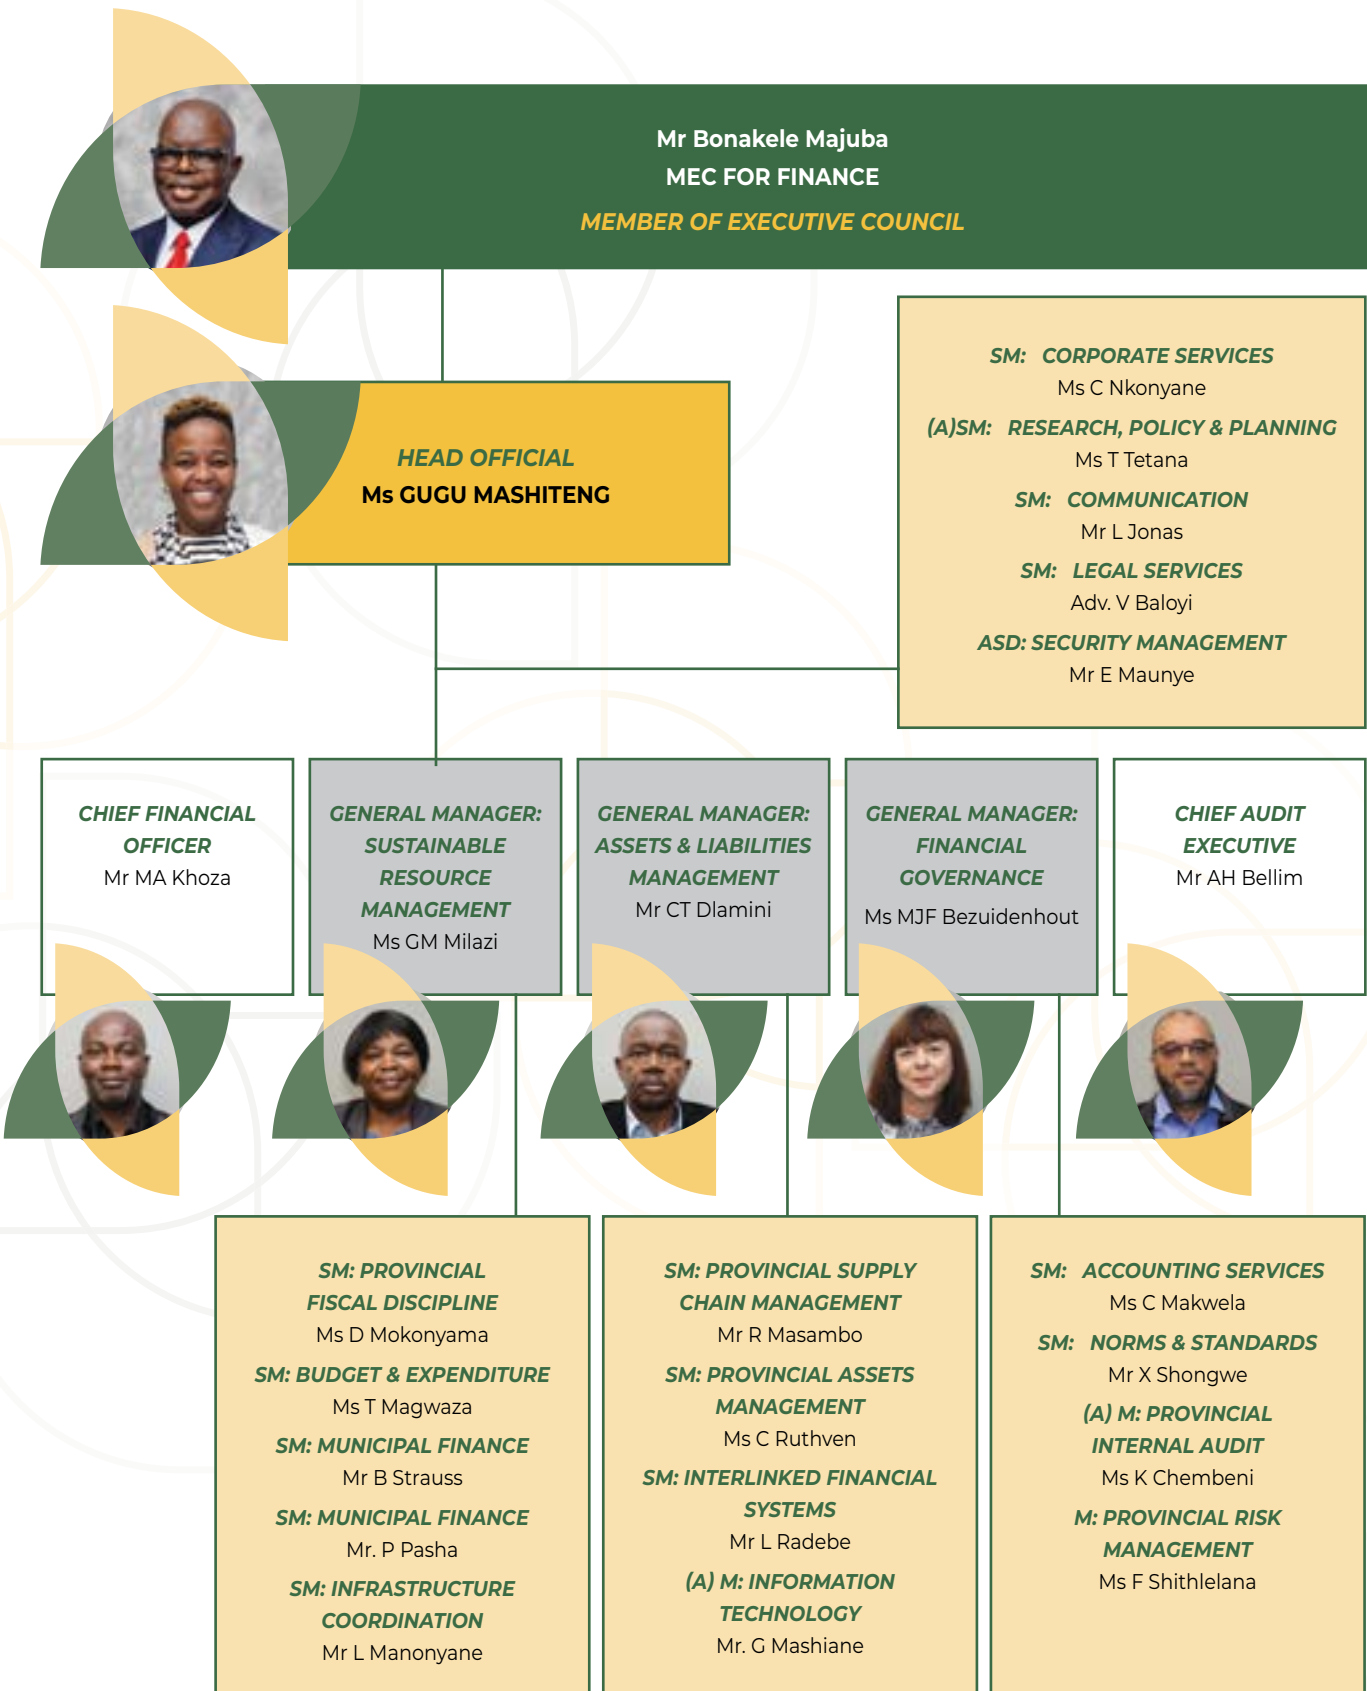 Mr Bonakele Majuba
MEC FOR FINANCE
MEMBER OF EXECUTIVE COUNCIL
HEAD OFFICIAL
Ms GUGU MASHITENG
SM: CORPORATE SERVICES
Ms C Nkonyane
(A)SM: RESEARCH, POLICY & PLANNING
Ms T Tetana
SM: COMMUNICATION
Mr L Jonas
SM: LEGAL SERVICES
Adv. V Baloyi
ASD: SECURITY MANAGEMENT
Mr E Maunye
CHIEF FINANCIAL
OFFICER
Mr MA Khoza
GENERAL MANAGER:
SUSTAINABLE
RESOURCE
MANAGEMENT
Ms GM Milazi
GENERAL MANAGER:
ASSETS & LIABILITIES
MANAGEMENT
Mr CT Dlamini
GENERAL MANAGER:
FINANCIAL
GOVERNANCE
Ms MJF Bezuidenhout
CHIEF AUDIT
EXECUTIVE
Mr AH Bellim
SM: PROVINCIAL
FISCAL DISCIPLINE
Ms D Mokonyama
SM: BUDGET & EXPENDITURE
Ms T Magwaza
SM: MUNICIPAL FINANCE
Mr B Strauss
SM: MUNICIPAL FINANCE
Mr. P Pasha
SM: INFRASTRUCTURE
COORDINATION
Mr L Manonyane
SM: PROVINCIAL SUPPLY
CHAIN MANAGEMENT
Mr R Masambo
SM: PROVINCIAL ASSETS
MANAGEMENT
Ms C Ruthven
SM: INTERLINKED FINANCIAL
SYSTEMS
Mr L Radebe
(A) M: INFORMATION
TECHNOLOGY
Mr. G Mashiane
SM: ACCOUNTING SERVICES
Ms C Makwela
SM: NORMS & STANDARDS
Mr X Shongwe
(A) M: PROVINCIAL
INTERNAL AUDIT
Ms K Chembeni
M: PROVINCIAL RISK
MANAGEMENT
Ms F Shithlelana